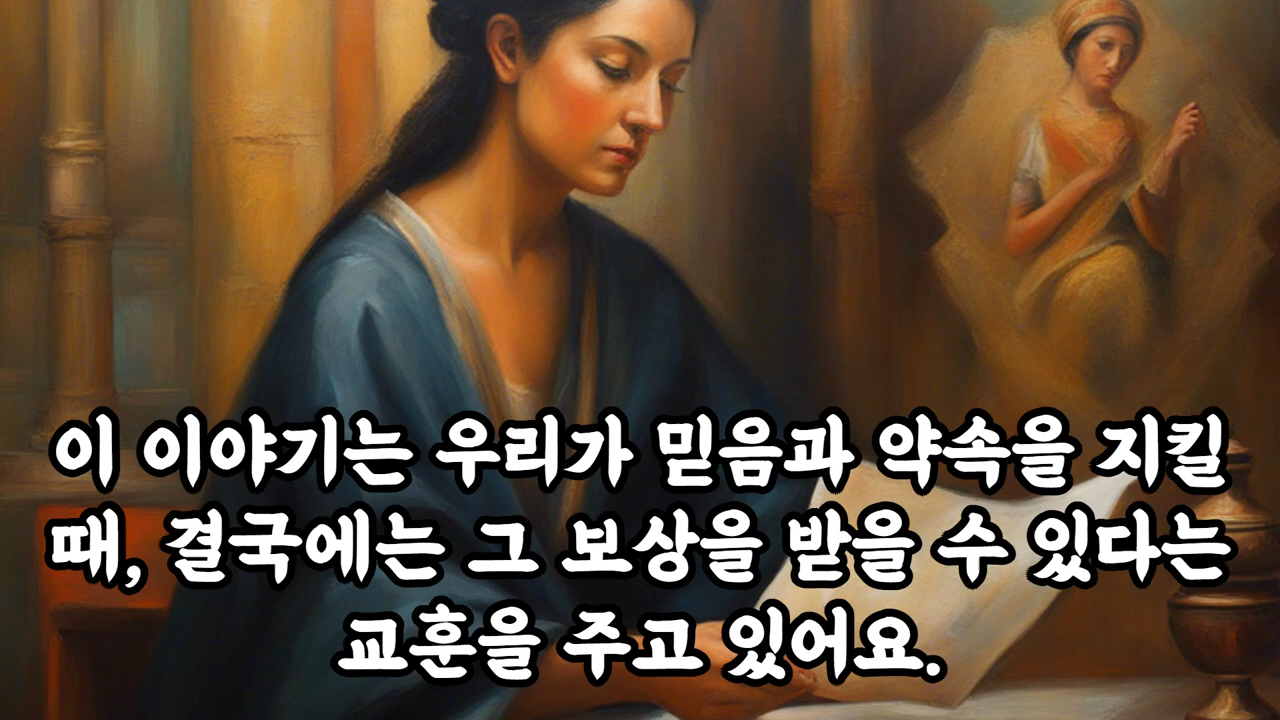 이 이야기는 우리가 믿음과 약속을 지킬
때, 결국에는 그 보상을 받을 수 있다는
교훈을 주고 있어요.